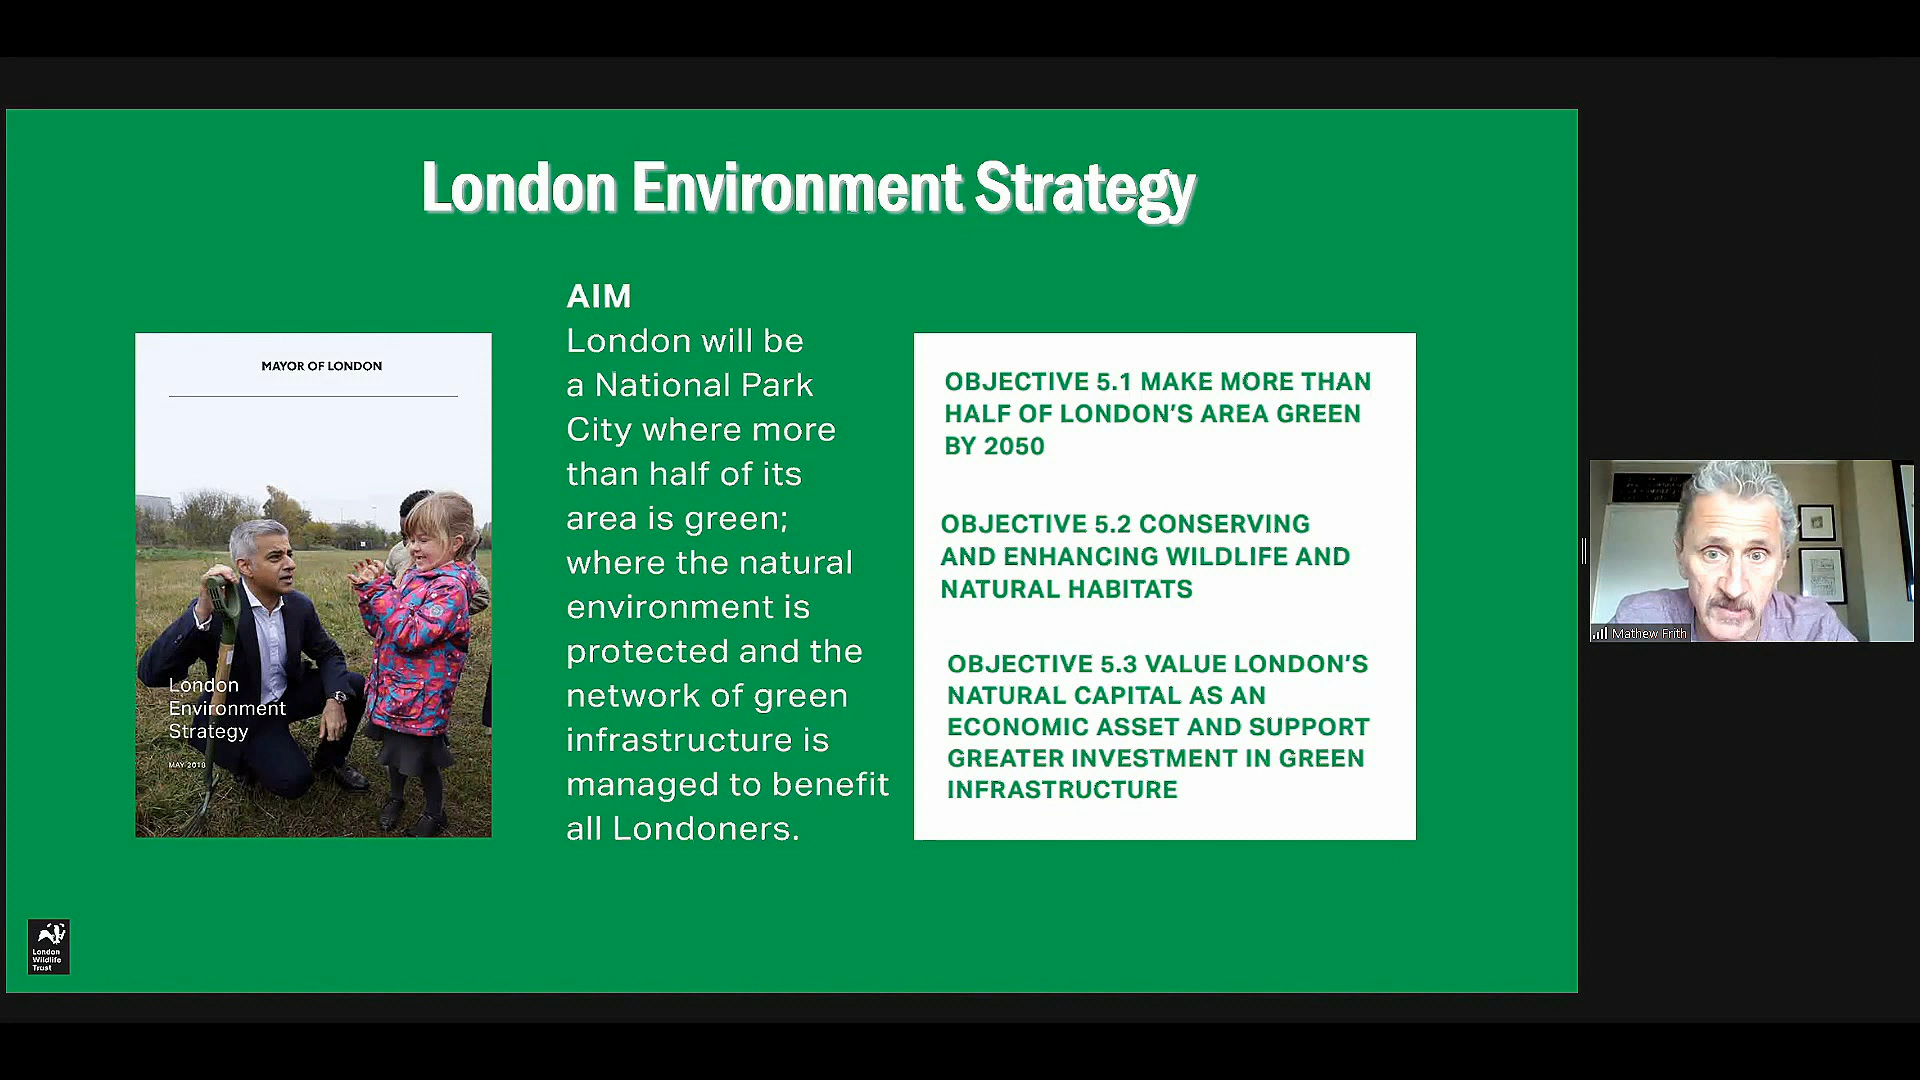 London Environment Strategy
MAYOR OF LONDON
London
Environment
Strategy
MAY 2018
AIM
London will be
a National Park
City where more
than half of its
area is green;
where the natural
environment is
protected and the
network of green
infrastructure is
managed to benefit
all Londoners.
OBJECTIVE 5.1 MAKE MORE THAN
HALF OF LONDON'S AREA GREEN
BY 2050
OBJECTIVE 5.2 CONSERVING
AND ENHANCING WILDLIFE AND
NATURAL HABITATS
OBJECTIVE 5.3 VALUE LONDON'S
NATURAL CAPITAL AS AN
ECONOMIC ASSET AND SUPPORT
GREATER INVESTMENT IN GREEN
INFRASTRUCTURE
Mathew Frith
London
Wildlife
Trust